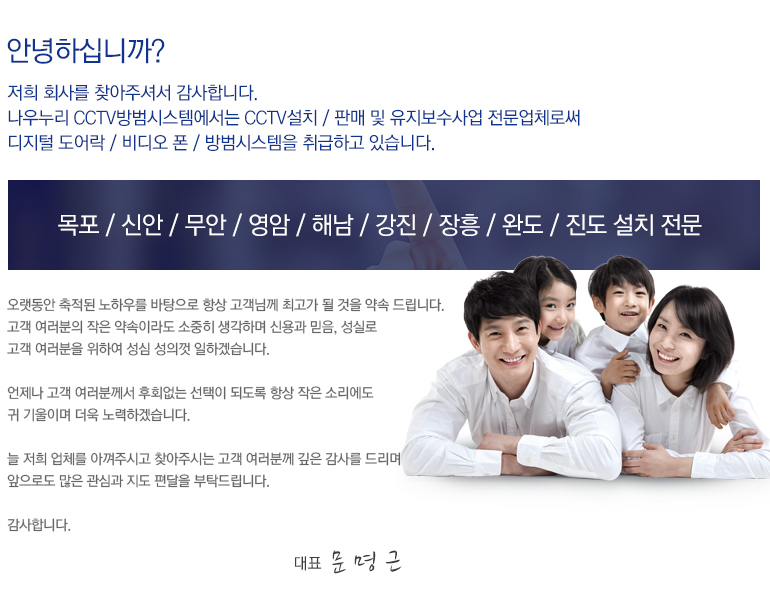 안녕하십니까?
저희 회사를 찾아주셔서 감사합니다.
나우누리 CCTV방범시스템에서는 CCTV설치 / 판매 및 유지보수사업 전문업체로써
디지털 도어락 / 비디오 폰 / 방범시스템을 취급하고 있습니다.
목포 / 신안 / 무안 / 영암 / 해남 / 강진 / 장흥 / 완도 / 진도 설치 전문
오랫동안 축적된 노하우를 바탕으로 항상 고객님께 최고가 될 것을 약속 드립니다.
고객 여러분의 작은 약속이라도 소중히 생각하며 신용과 믿음, 성실로
고객 여러분을 위하여 성심 성의껏 일하겠습니다.
언제나 고객 여러분께서 후회없는 선택이 되도록 항상 작은 소리에도
귀 기울이며 더욱 노력하겠습니다.
늘 저희 업체를 아껴주시고 찾아주시는 고객 여러분께 깊은 감사를 드리며
앞으로도 많은 관심과 지도 편달을 부탁드립니다.
감사합니다.
대표 문명근